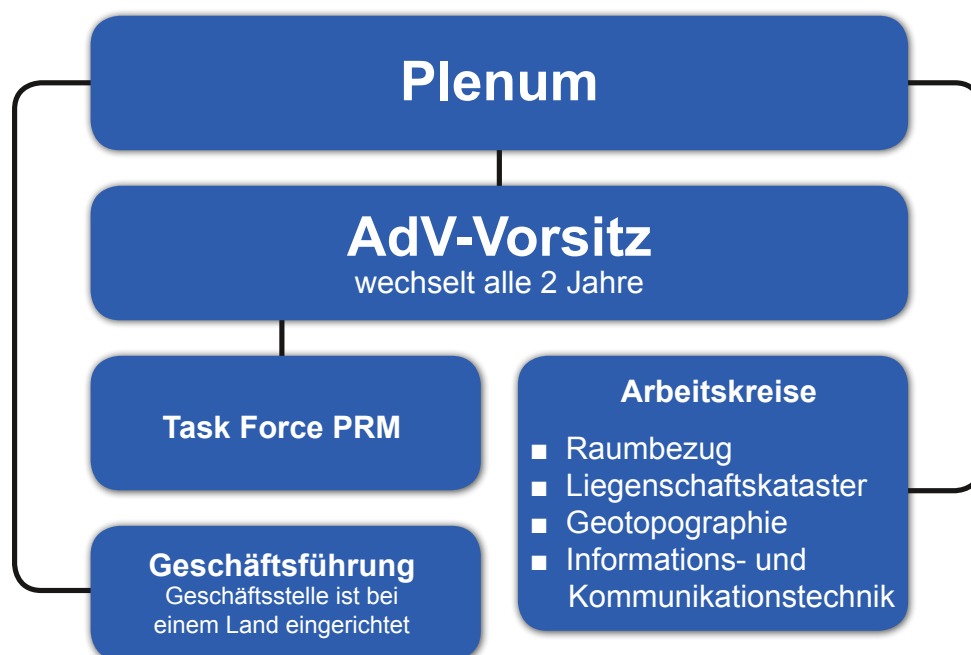 Plenum
AdV-Vorsitz
wechselt alle 2 Jahre
Task Force PRM
Geschäftsführung
Geschäftsstelle ist bei
einem Land eingerichtet
Arbeitskreise
■ Raumbezug
■ Liegenschaftskataster
■ Geotopographie
■ Informations- und
Kommunikationstechnik